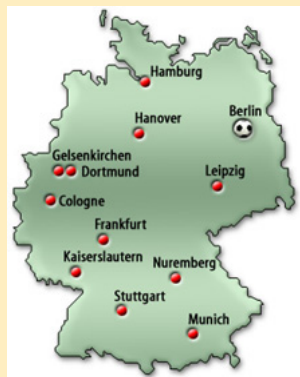 Hamburg
Berlin
Hanover
Gelsenkirchen
Dortmund
Leipzig
Cologne
Frankfurt
Kaiserslautern
Nuremberg
Stuttgart
Munich